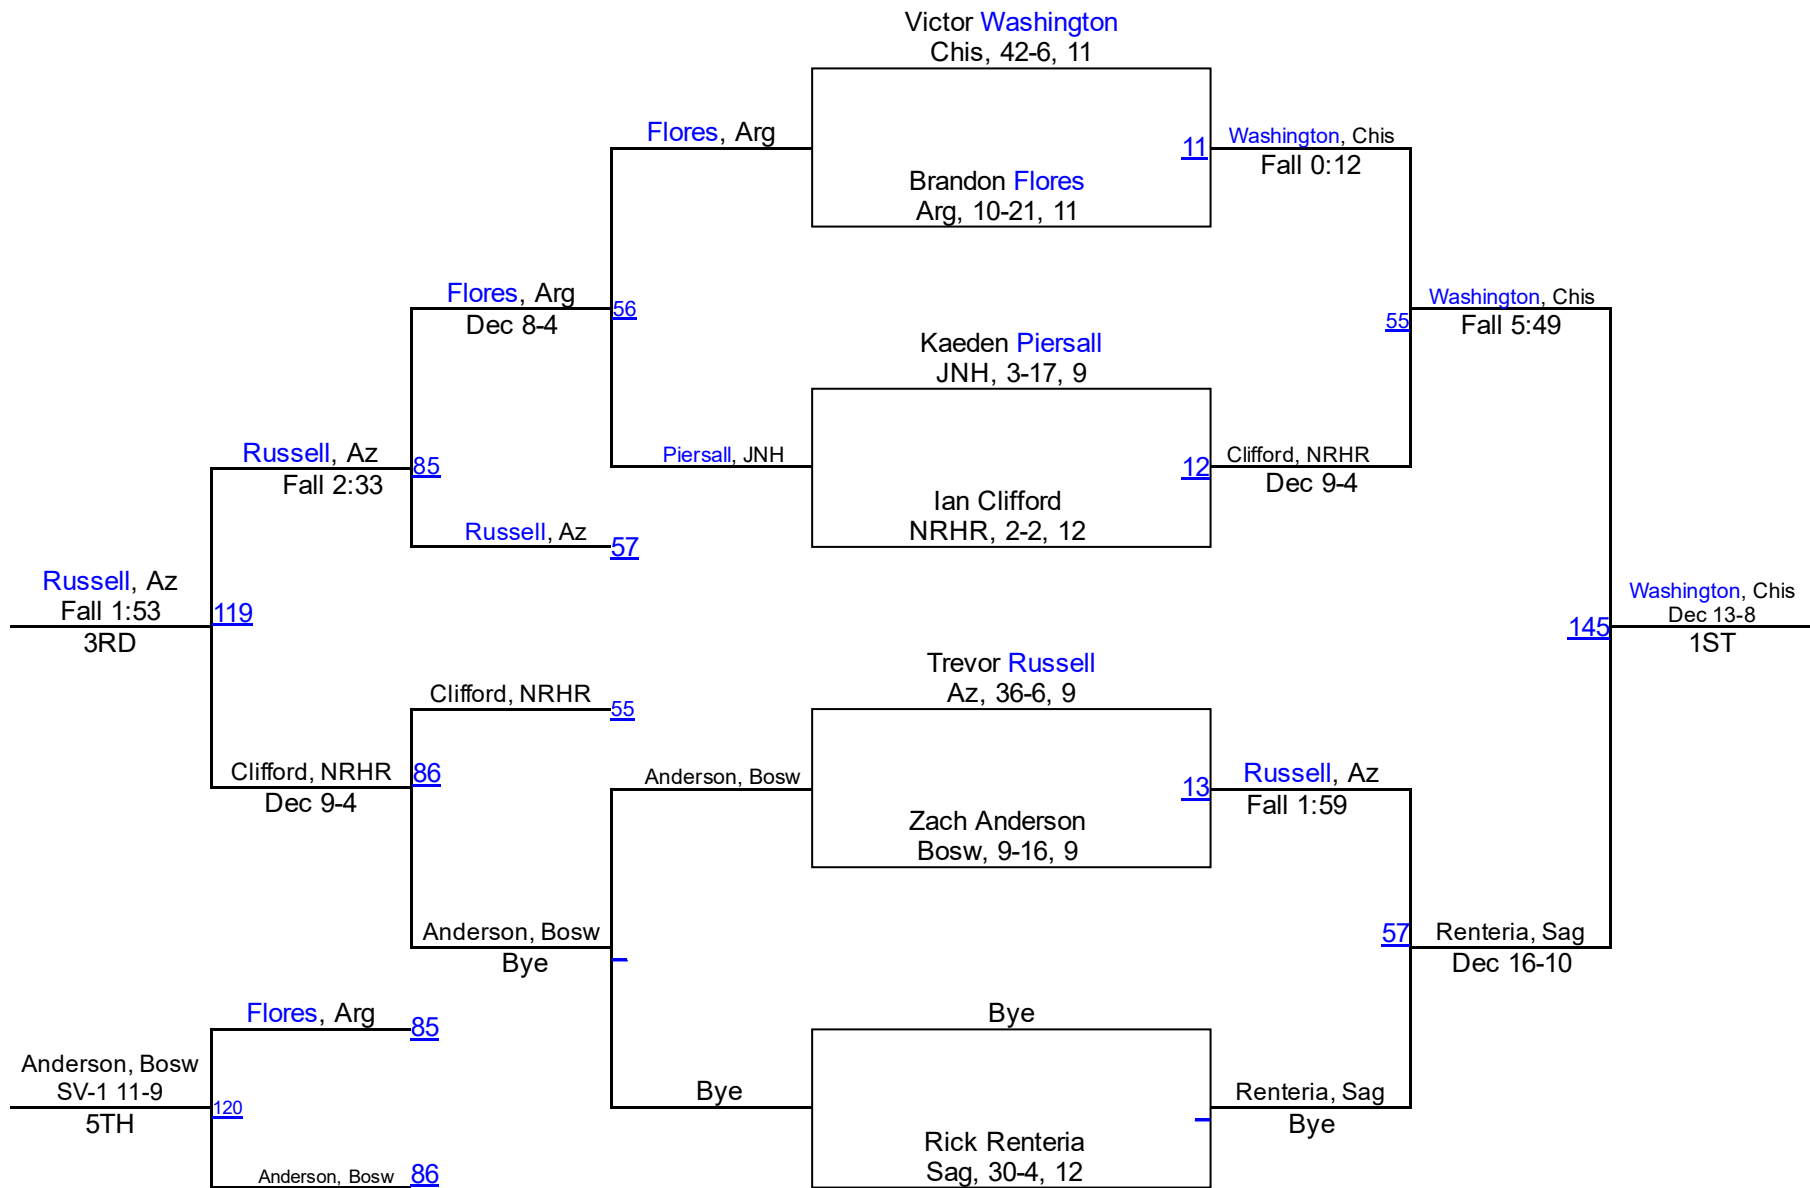 Victor Washington
Chis, 42-6, 11
Flores, Arg
11
Washington, Chis
Fall 0:12
Brandon Flores
Arg, 10-21, 11
Flores, Arg
Dec 8-4
56
Washington, Chis
Fall 5:49
55
Kaeden Piersall
JNH, 3-17, 9
Russell, Az
Fall 2:33
85
Piersall, JNH
12
Clifford, NRHR
Dec 9-4
Ian Clifford
NRHR, 2-2, 12
Russell, Az
57
Russell, Az
Fall 1:53
3RD
119
Washington, Chis
Dec 13-8
1ST
145
Trevor Russell
Az, 36-6, 9
Clifford, NRHR
55
Clifford, NRHR
Dec 9-4
86
Anderson, Bosw
13
Russell, Az
Fall 1:59
Zach Anderson
Bosw, 9-16, 9
Anderson, Bosw
Bye
57
Renteria, Sag
Dec 16-10
Flores, Arg
85
Bye
Anderson, Bosw
SV-1 11-9
5TH
120
Bye
Renteria, Sag
Bye
Rick Renteria
Sag, 30-4, 12
Anderson, Bosw
86